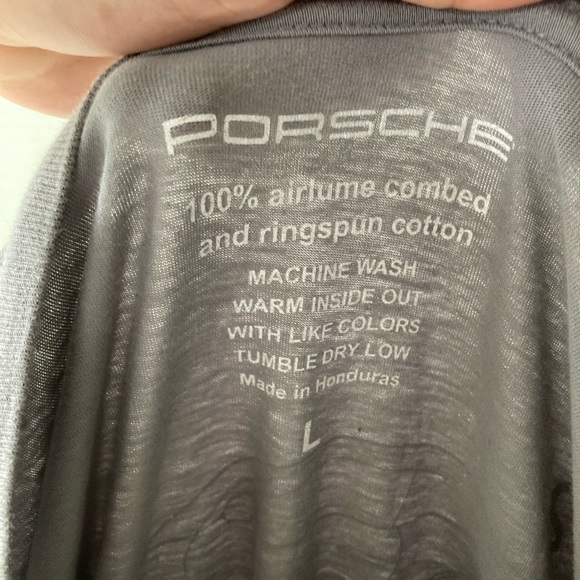 PORSCHE
100% airlume combed
and ringspun cotton
MACHINE WASH
WARM INSIDE OUT
WITH LIKE COLORS
TUMBLE DRY LOW
Made in Honduras
L